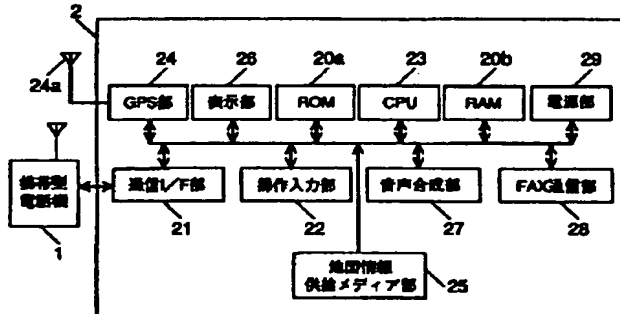 2
24 26 20a 23 20b 29
24a
GPS部 表示部 ROM CPU RAM 電源部
携帯型
電話機
通信I/F部 操作入力部 音声合成部 FAX通信部
1 21 22 27 28
地図情報
供給メディア部
25